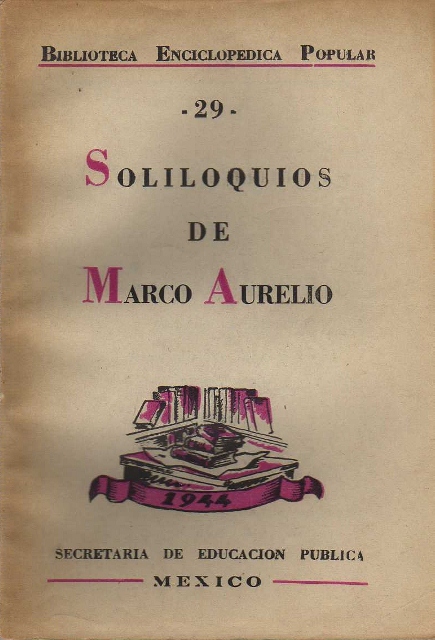 BIBLIOTECA ENCICLOPEDICA POPULAR
- 29 -
SOLILOQUIOS
DE
MARCO AURELIO
1944
SECRETARIA DE EDUCACION PUBLICA
MEXICO